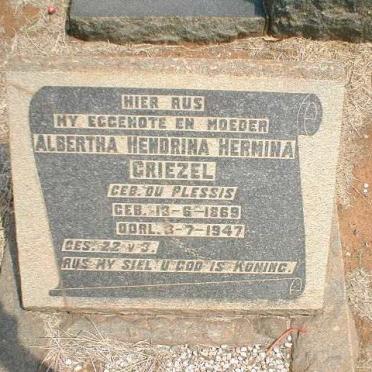 HIER RUS
MY EGGENOTE EN MOEDER
ALBERTHA HENDRINA HERMINA
GRIEZEL
GEB. DU PLESSIS
GEB. 13-6-1869
OORL. 3-7-1947
GES. 22 V 3.
RUS MY SIEL U GOD IS KONING.